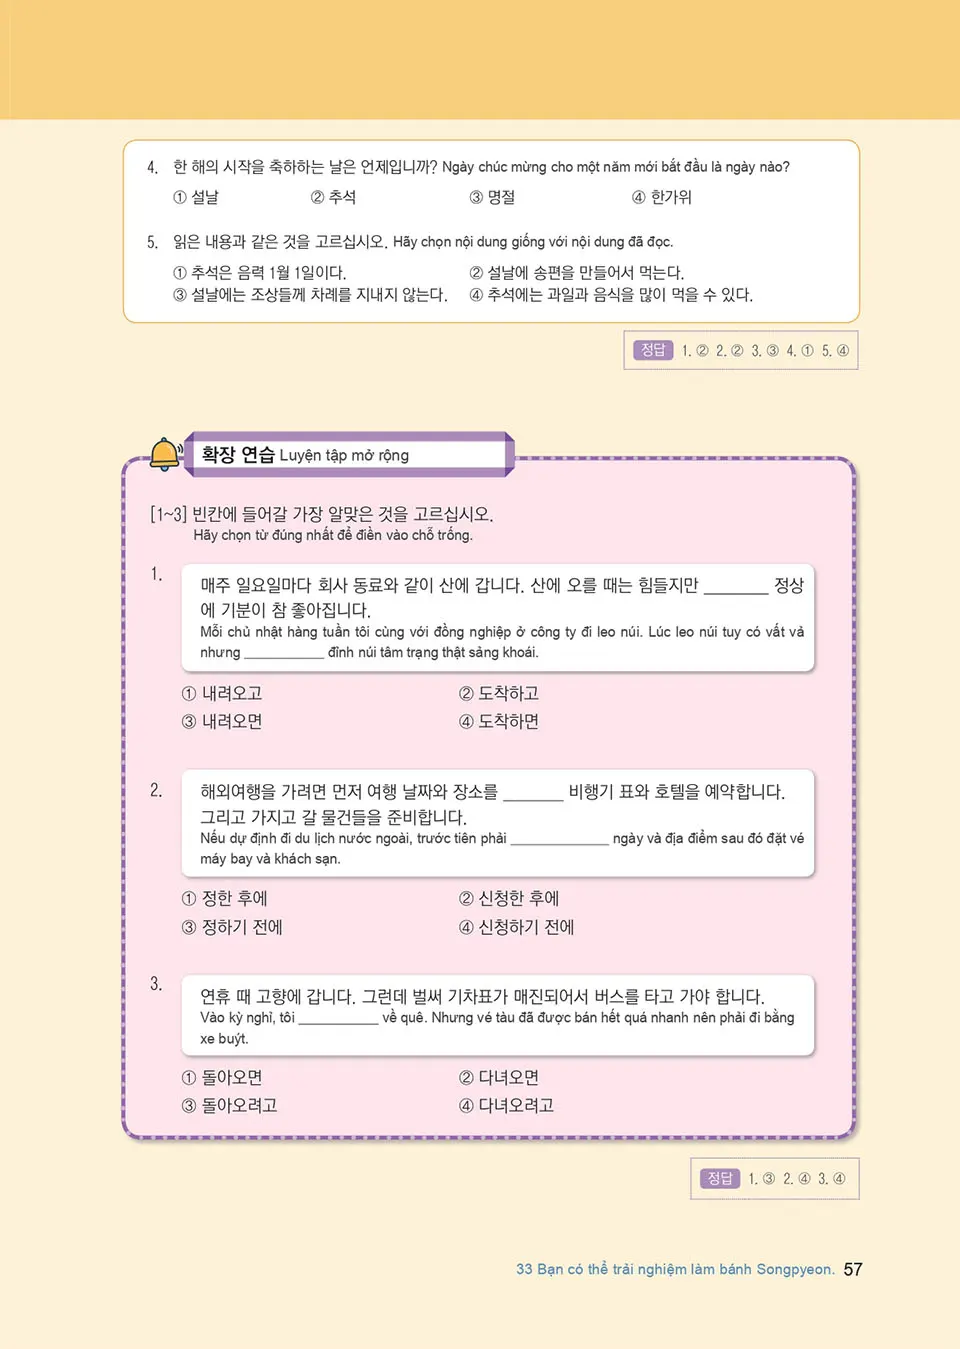 4. 한 해의 시작을 축하하는 날은 언제입니까? Ngày chúc mừng cho một năm mới bắt đầu là ngày nào?
① 설날 ② 추석 ③ 명절 ④ 한가위
5. 읽은 내용과 같은 것을 고르십시오. Hãy chọn nội dung giống với nội dung đã đọc.
① 추석은 음력 1월 1일이다. ② 설날에 송편을 만들어서 먹는다.
③ 설날에는 조상들께 차례를 지내지 않는다. ④ 추석에는 과일과 음식을 많이 먹을 수 있다.
정답 1. ② 2. ② 3. ③ 4. ① 5. ④
확장 연습 Luyện tập mở rộng
[1~3] 빈칸에 들어갈 가장 알맞은 것을 고르십시오.
Hãy chọn từ đúng nhất để điền vào chỗ trống.
1.
매주 일요일마다 회사 동료와 같이 산에 갑니다. 산에 오를 때는 힘들지만 ________ 정상
에 기분이 참 좋아집니다.
Mỗi chủ nhật hàng tuần tôi cùng với đồng nghiệp ở công ty đi leo núi. Lúc leo núi tuy có vất vả
nhưng ____________ đỉnh núi tâm trạng thật sảng khoái.
① 내려오고 ② 도착하고
③ 내려오면 ④ 도착하면
2.
해외여행을 가려면 먼저 여행 날짜와 장소를 ________ 비행기 표와 호텔을 예약합니다.
그리고 가지고 갈 물건들을 준비합니다.
Nếu dự định đi du lịch nước ngoài, trước tiên phải ______________ ngày và địa điểm sau đó đặt vé
máy bay và khách sạn.
① 정한 후에 ② 신청한 후에
③ 정하기 전에 ④ 신청하기 전에
3.
연휴 때 고향에 갑니다. 그런데 벌써 기차표가 매진되어서 버스를 타고 가야 합니다.
Vào kỳ nghỉ, tôi ____________ về quê. Nhưng vé tàu đã được bán hết quá nhanh nên phải đi bằng
xe buýt.
① 돌아오면 ② 다녀오면
③ 돌아오려고 ④ 다녀오려고
정답 1. ③ 2. ④ 3. ④
33 Bạn có thể trải nghiệm làm bánh Songpyeon. 57